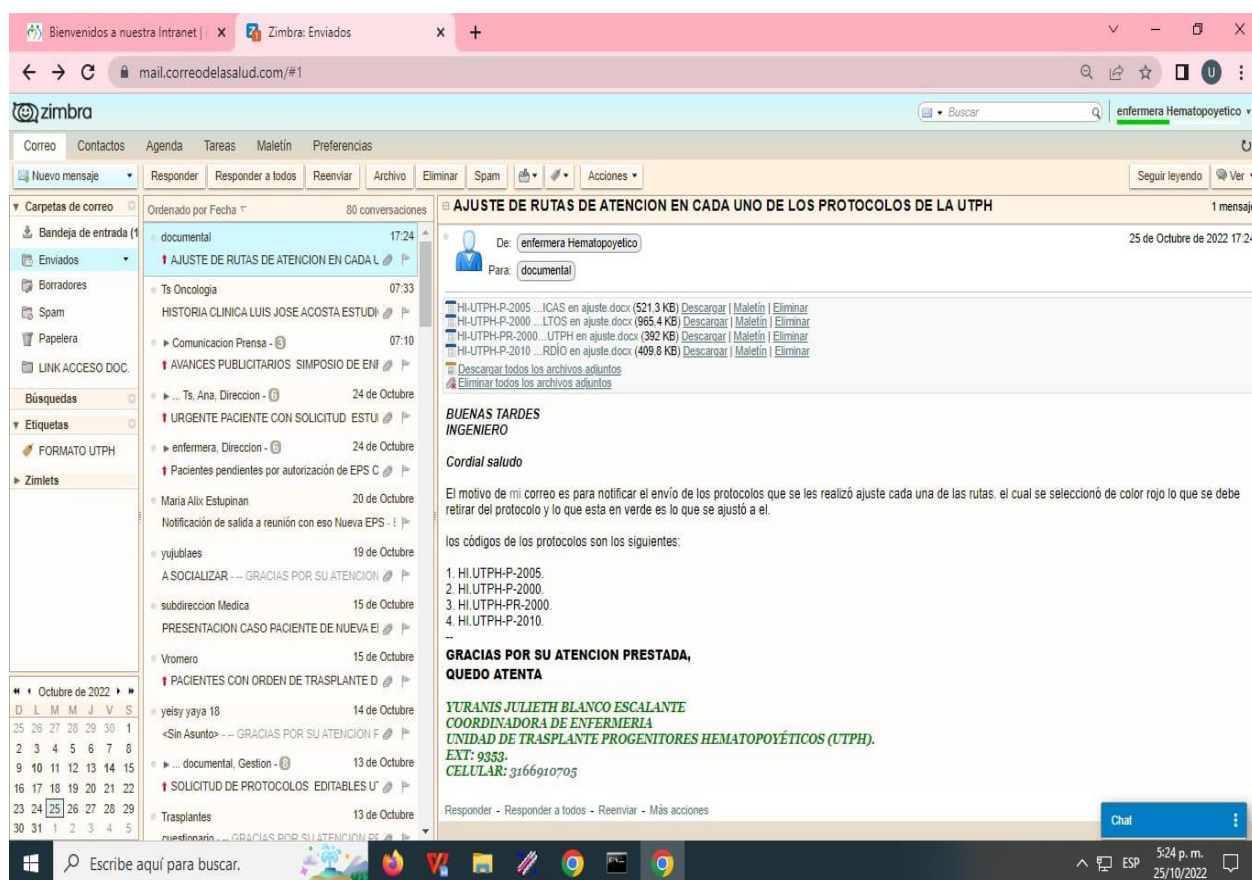 Bienvenidos a nuestra Intranet |
Zimbra: Enviados
mail.correodelasalud.com/#1
U
zimbra
Buscar
enfermera Hematopoyetico
Correo Contactos Agenda Tareas Maletín Preferencias
Nuevo mensaje Responder Responder a todos Reenviar Archivo Eliminar Spam Acciones Seguir leyendo Ver
Carpetas de correo
Bandeja de entrada (1
Enviados
Borradores
Spam
Papelera
LINK ACCESO DOC.
Búsquedas
Etiquetas
FORMATO UTPH
Zimlets
Octubre de 2022
D L M M J V S
25 26 27 28 29 30 1
2 3 4 5 6 7 8
9 10 11 12 13 14 15
16 17 18 19 20 21 22
23 24 25 26 27 28 29
30 31 1 2 3 4 5
Ordenado por Fecha 80 conversaciones
documental 17:24
AJUSTE DE RUTAS DE ATENCION EN CADA U
Ts Oncologia 07:33
HISTORIA CLINICA LUIS JOSE ACOSTA ESTUDI
Comunicacion Prensa - 3 07:10
AVANCES PUBLICITARIOS SIMPOSIO DE ENF
... Ts, Ana, Direccion - 6 24 de Octubre
URGENTE PACIENTE CON SOLICITUD ESTU
enfermera, Direccion - 6 24 de Octubre
Pacientes pendientes por autorización de EPS C
Maria Alix Estupinan 20 de Octubre
Notificación de salida a reunión con eso Nueva EPS -
yujublaes 19 de Octubre
A SOCIALIZAR - -- GRACIAS POR SU ATENCION
subdireccion Medica 15 de Octubre
PRESENTACION CASO PACIENTE DE NUEVA E
Vromero 15 de Octubre
PACIENTES CON ORDEN DE TRASPLANTE D
yeisy yaya 18 14 de Octubre
<Sin Asunto> - -- GRACIAS POR SU ATENCION P
... documental, Gestion - 8 13 de Octubre
SOLICITUD DE PROTOCOLOS EDITABLES UT
Trasplantes 13 de Octubre
cuestionario - -- GRACIAS POR SU ATENCION PR
AJUSTE DE RUTAS DE ATENCION EN CADA UNO DE LOS PROTOCOLOS DE LA UTPH 1 mensaje
De: enfermera Hematopoyetico 25 de Octubre de 2022 17:24
Para: documental
HI-UTPH-P-2005 ...ICAS en ajuste.docx (521,3 KB) Descargar | Maletín | Eliminar
HI-UTPH-P-2000 ...LTOS en ajuste.docx (965,4 KB) Descargar | Maletín | Eliminar
HI-UTPH-PR-2000...UTPH en ajuste.docx (392 KB) Descargar | Maletín | Eliminar
HI-UTPH-P-2010 ...RDÍO en ajuste.docx (409,8 KB) Descargar | Maletín | Eliminar
Descargar todos los archivos adjuntos
Eliminar todos los archivos adjuntos
BUENAS TARDES
INGENIERO
Cordial saludo
El motivo de mi correo es para notificar el envío de los protocolos que se les realizó ajuste cada una de las rutas. el cual se seleccionó de color rojo lo que se debe
retirar del protocolo y lo que esta en verde es lo que se ajustó a el.
los códigos de los protocolos son los siguientes:
1. HI.UTPH-P-2005.
2. HI.UTPH-P-2000.
3. HI.UTPH-PR-2000.
4. HI.UTPH-P-2010.
--
GRACIAS POR SU ATENCION PRESTADA,
QUEDO ATENTA
YURANIS JULIETH BLANCO ESCALANTE
COORDINADORA DE ENFERMERIA
UNIDAD DE TRASPLANTE PROGENITORES HEMATOPOYÉTICOS (UTPH).
EXT: 9353.
CELULAR: 3166910705
Responder - Responder a todos - Reenviar - Más acciones
Chat
Escribe aquí para buscar.
ESP
5:24 p. m.
25/10/2022